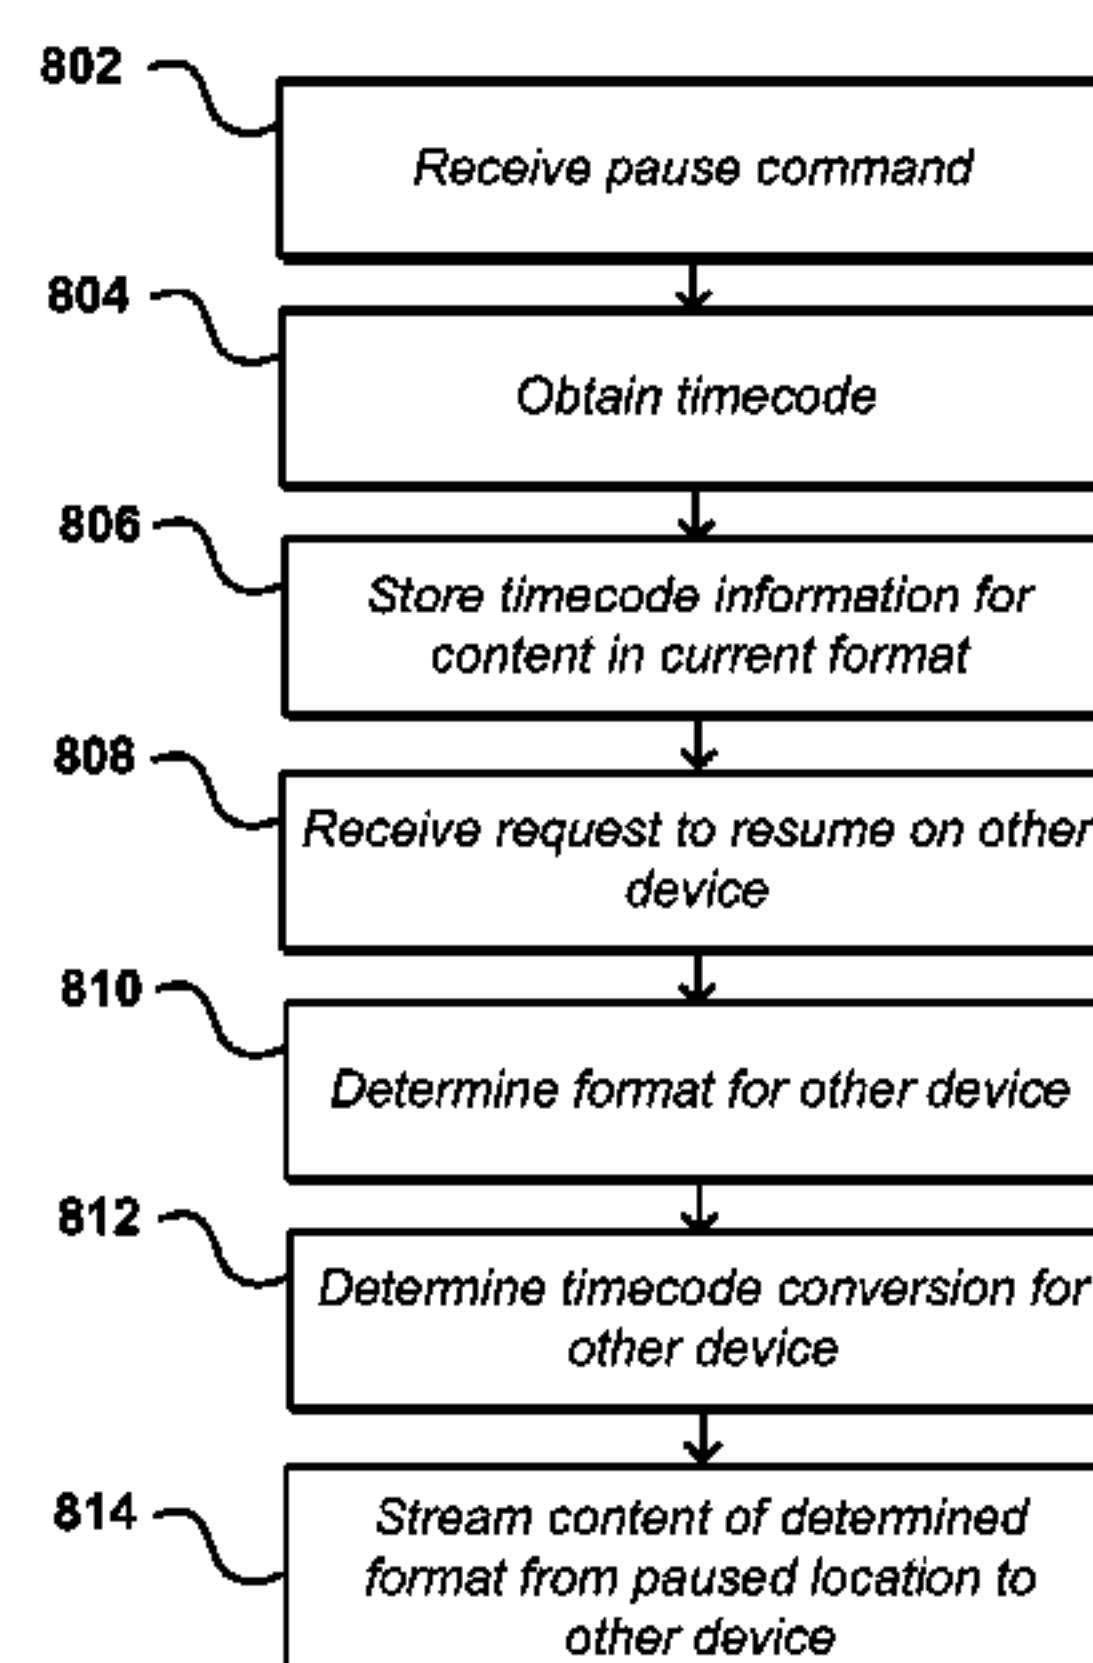 802
Receive pause command
804
Obtain timecode
806
Store timecode information for
content in current format
808
Receive request to resume on other
device
810
Determine format for other device
812
Determine timecode conversion for
other device
814
Stream content of determined
format from paused location to
other device